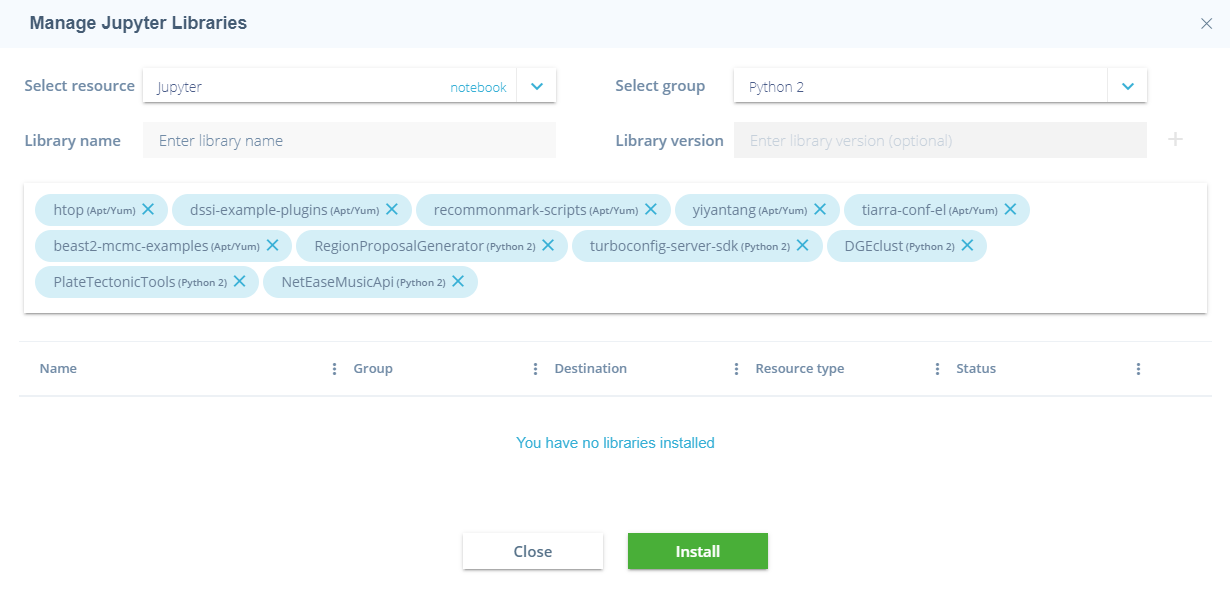 Manage Jupyter Libraries
Select resource Jupyter notebook Select group Python 2
Library name Enter library name Library version Enter library version (optional)
htop (Apt/Yum) dssi-example-plugins (Apt/Yum) recommonmark-scripts (Apt/Yum) yiyantang (Apt/Yum) tiarra-conf-el (Apt/Yum)
beast2-mcmc-examples (Apt/Yum) RegionProposalGenerator (Python 2) turboconfig-server-sdk (Python 2) DGEclust (Python 2)
PlateTectonicTools (Python 2) NetEaseMusicApi (Python 2)
Name Group Destination Resource type Status
You have no libraries installed
Close Install